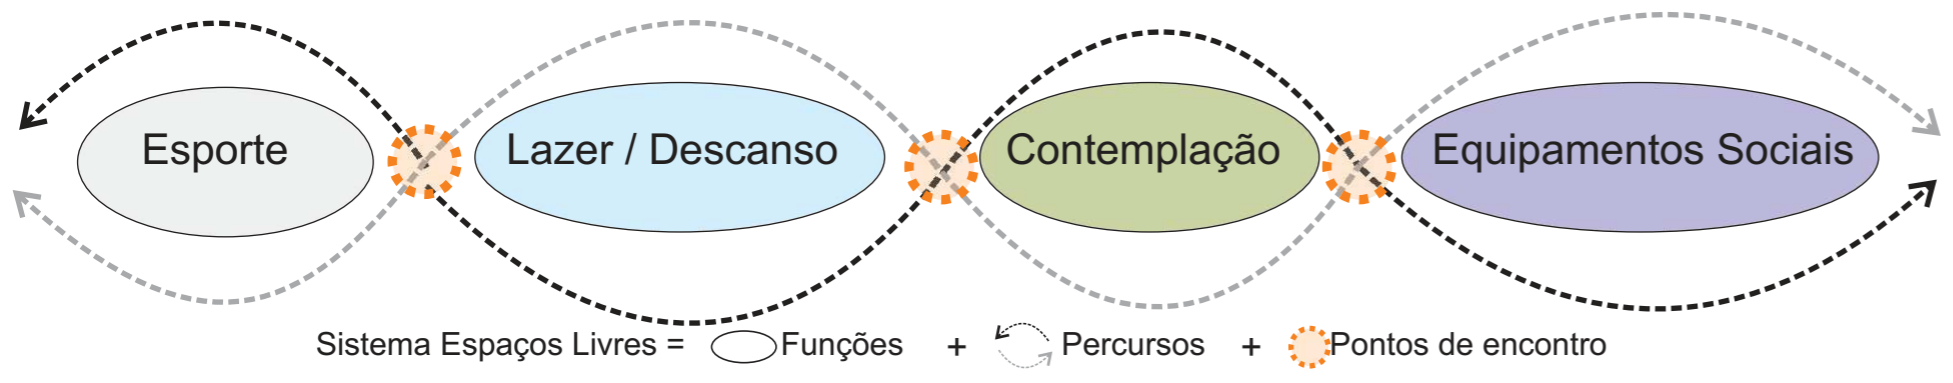 Esporte
Lazer / Descanso
Contemplação
Equipamentos Sociais
Sistema Espaços Livres = Funções + Percursos + Pontos de encontro